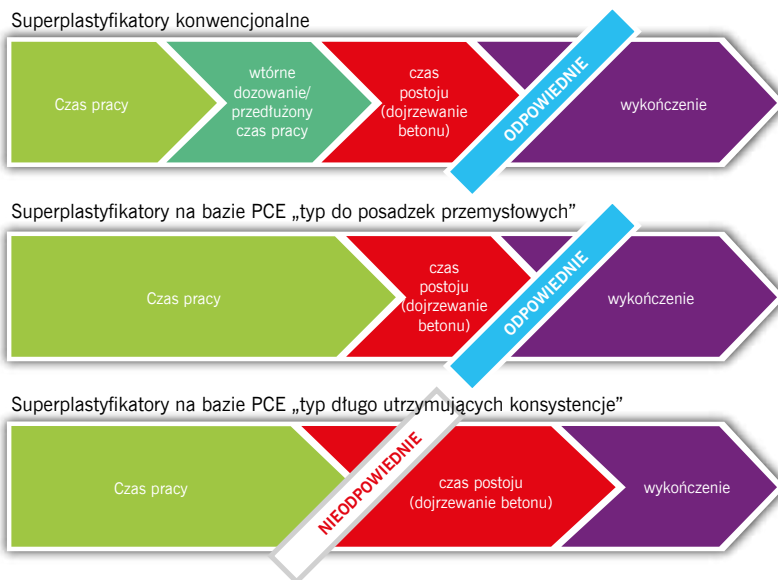 Superplastyfikatory konwencjonalne
Czas pracy
wtórne
dozowanie/
przedłużony
czas pracy
czas
postoju
(dojrzewanie
betonu)
ODPOWIEDNIE
wykończenie
Superplastyfikatory na bazie PCE „typ do posadzek przemysłowych”
Czas pracy
czas
postoju
(dojrzewanie
betonu)
ODPOWIEDNIE
wykończenie
Superplastyfikatory na bazie PCE „typ długo utrzymujących konsystencje”
Czas pracy
NIEODPOWIEDNIE
czas postoju
(dojrzewanie betonu)
wykończenie